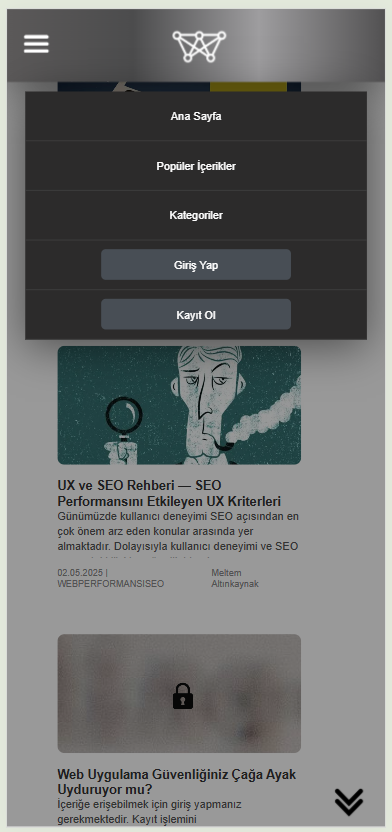 Ana Sayfa
Popüler İçerikler
Kategoriler
Giriş Yap
Kayıt Ol
UX ve SEO Rehberi — SEO
Performansını Etkileyen UX Kriterleri
Günümüzde kullanıcı deneyimi SEO açısından en
çok önem arz eden konular arasında yer
almaktadır. Dolayısıyla kullanıcı deneyimi ve SEO
02.05.2025 |
WEBPERFORMANSISEO
Meltem
Altınkaynak
Web Uygulama Güvenliğiniz Çağa Ayak
Uyduruyor mu?
İçeriğe erişebilmek için giriş yapmanız
gerekmektedir. Kayıt işlemini